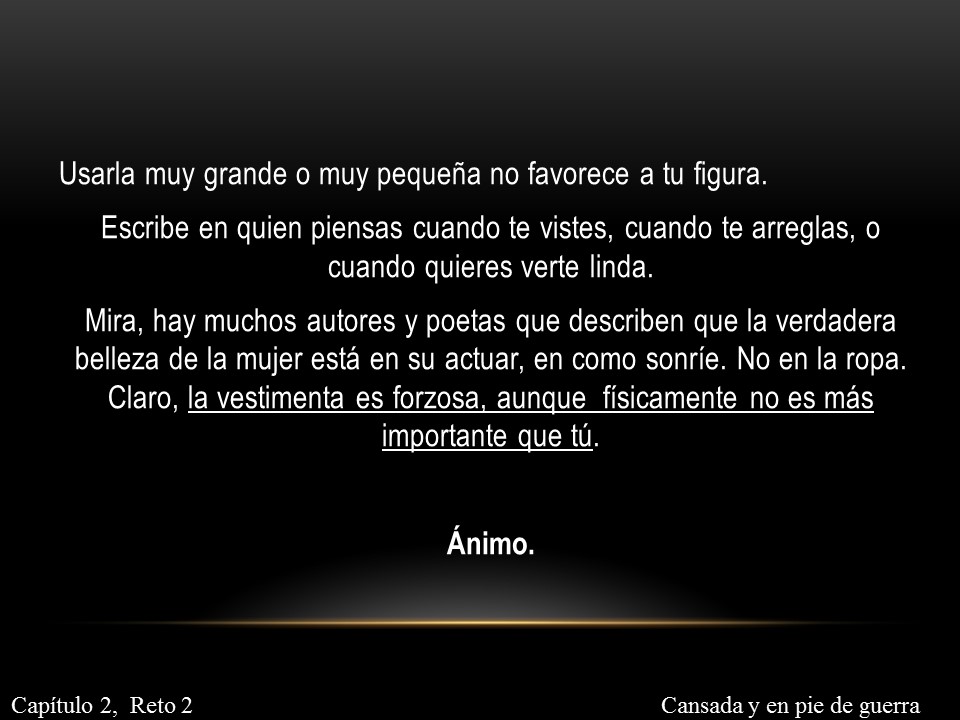 Usarla muy grande o muy pequeña no favorece a tu figura.
Escribe en quien piensas cuando te vistes, cuando te arreglas, o
cuando quieres verte linda.
Mira, hay muchos autores y poetas que describen que la verdadera
belleza de la mujer está en su actuar, en como sonríe. No en la ropa.
Claro, la vestimenta es forzosa, aunque  físicamente no es más
importante que tú.
Ánimo.
Capítulo 2,  Reto 2
Cansada y en pie de guerra